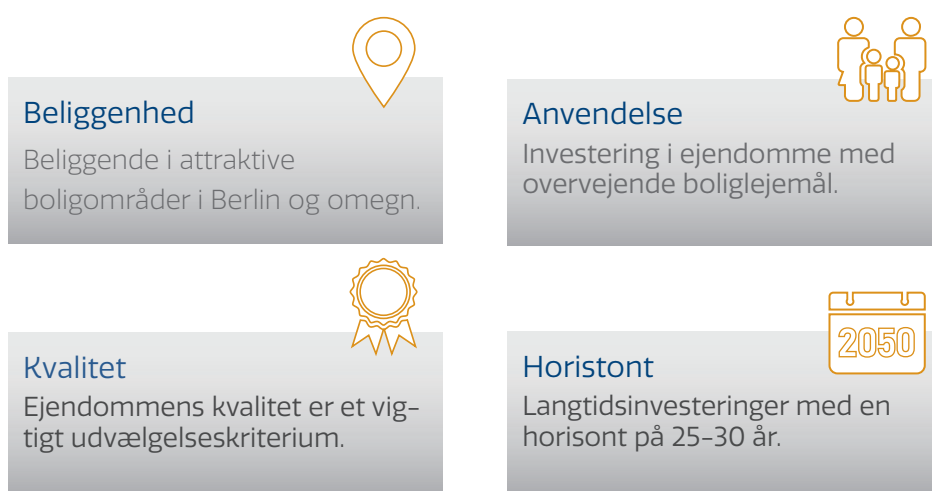 Beliggenhed
Beliggende i attraktive
boligområder i Berlin og omegn.
Anvendelse
Investering i ejendomme med
overvejende boliglejemål.
Kvalitet
Ejendommens kvalitet er et vig-
tigt udvælgelseskriterium.
2050
Horistont
Langtidsinvesteringer med en
horisont på 25-30 år.